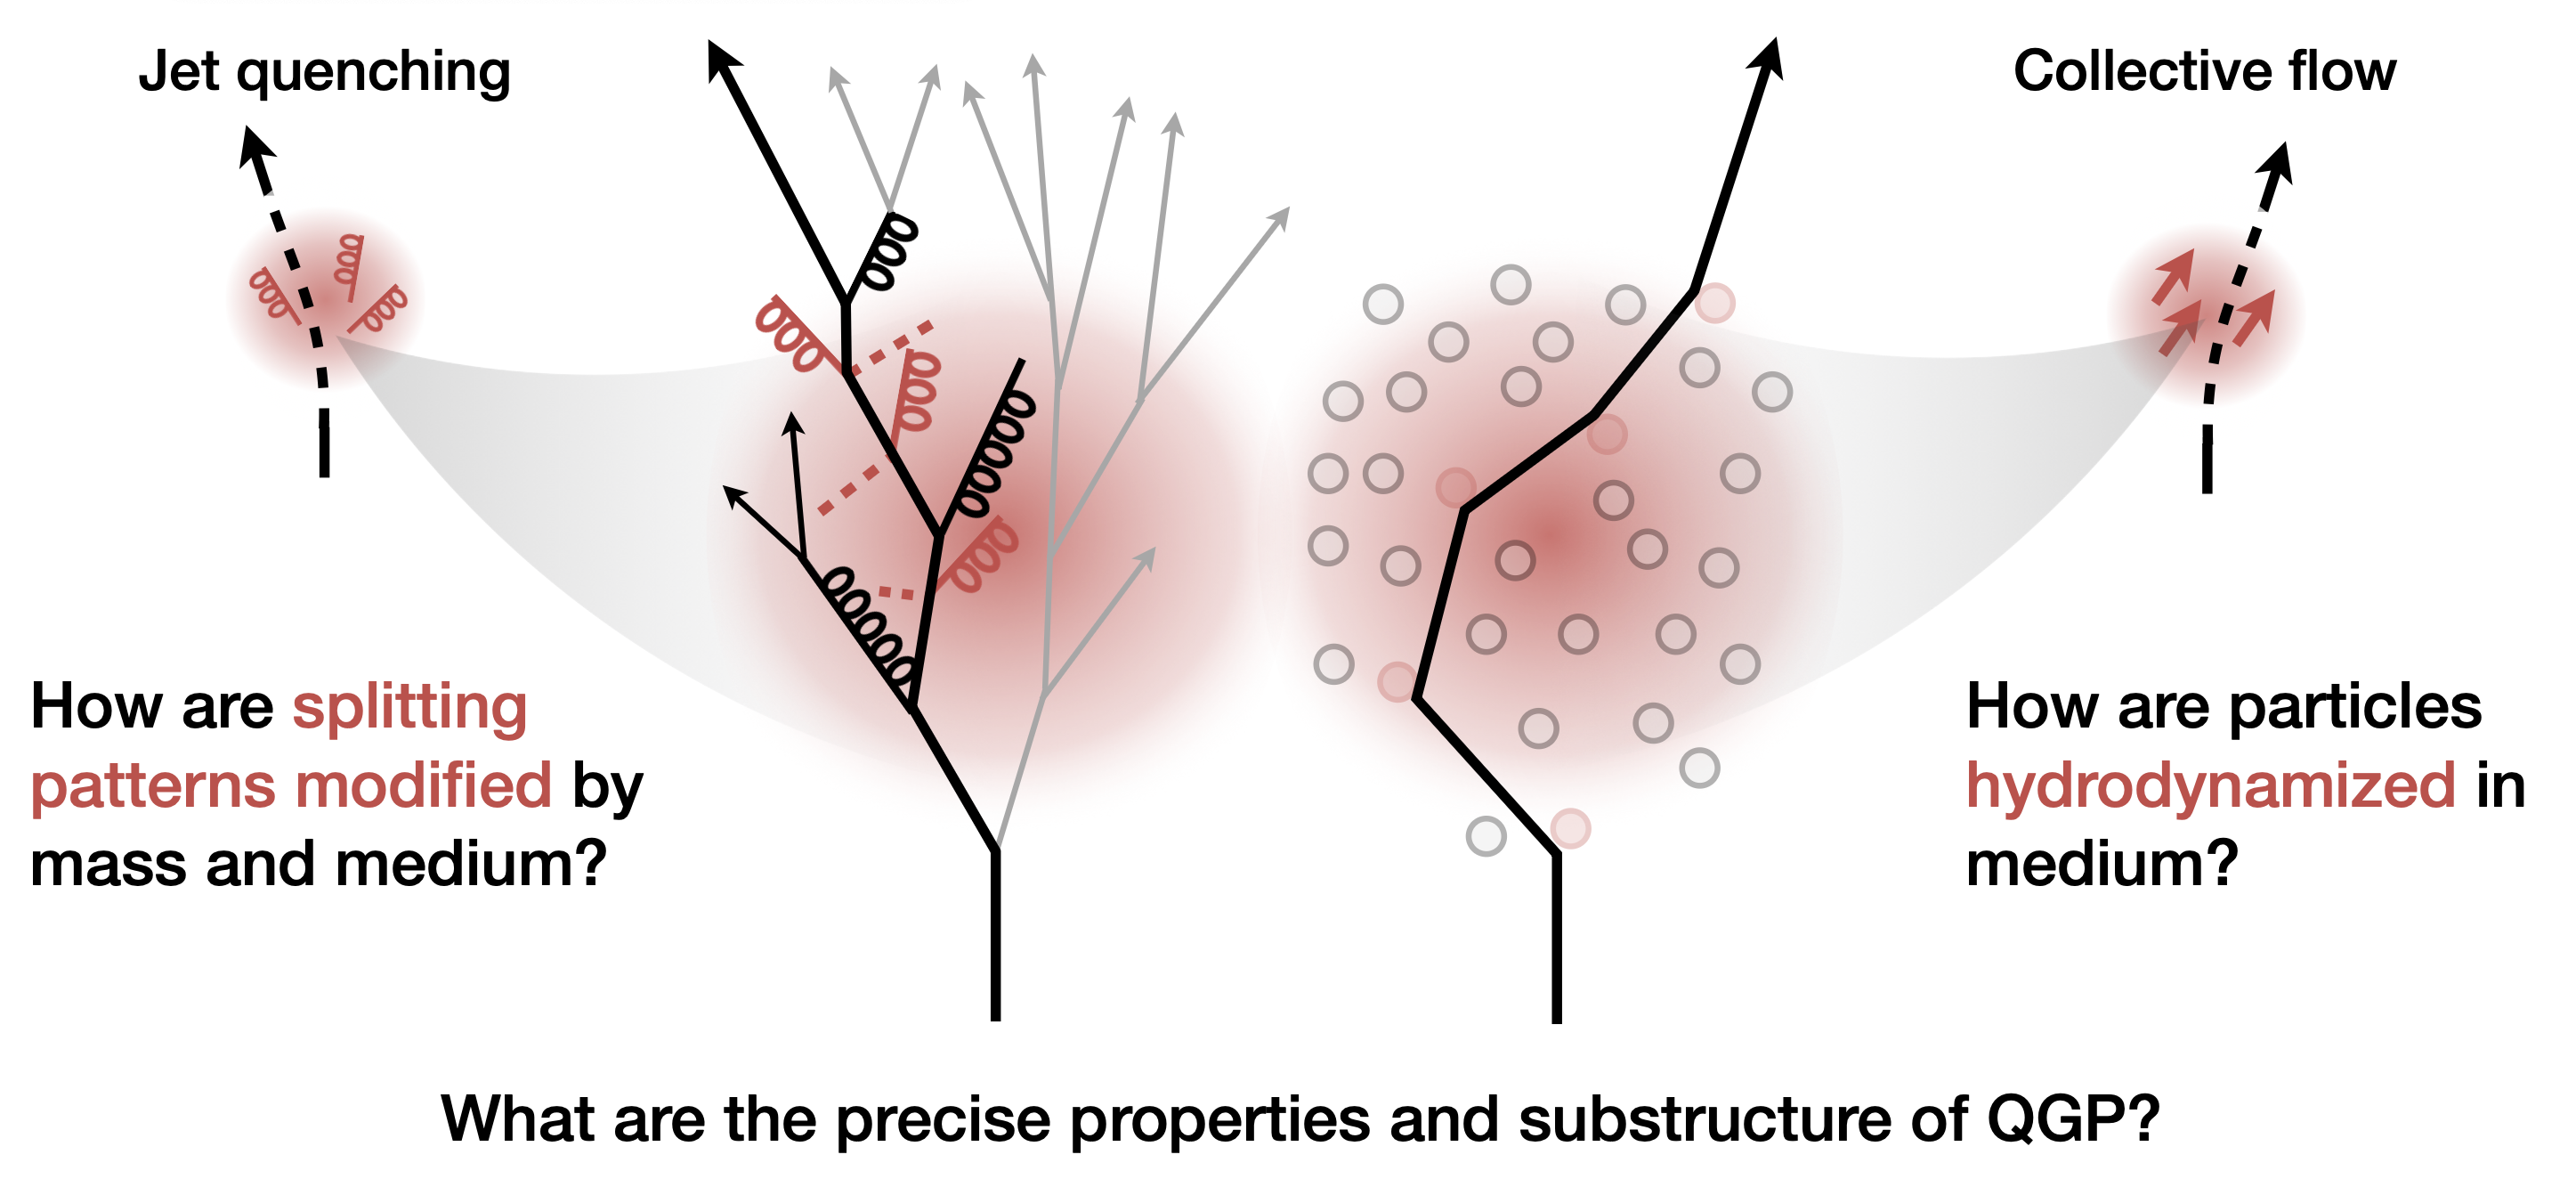 Jet quenching
Collective flow
How are splitting
patterns modified by
mass and medium?
How are particles
hydrodynamized in
medium?
What are the precise properties and substructure of QGP?